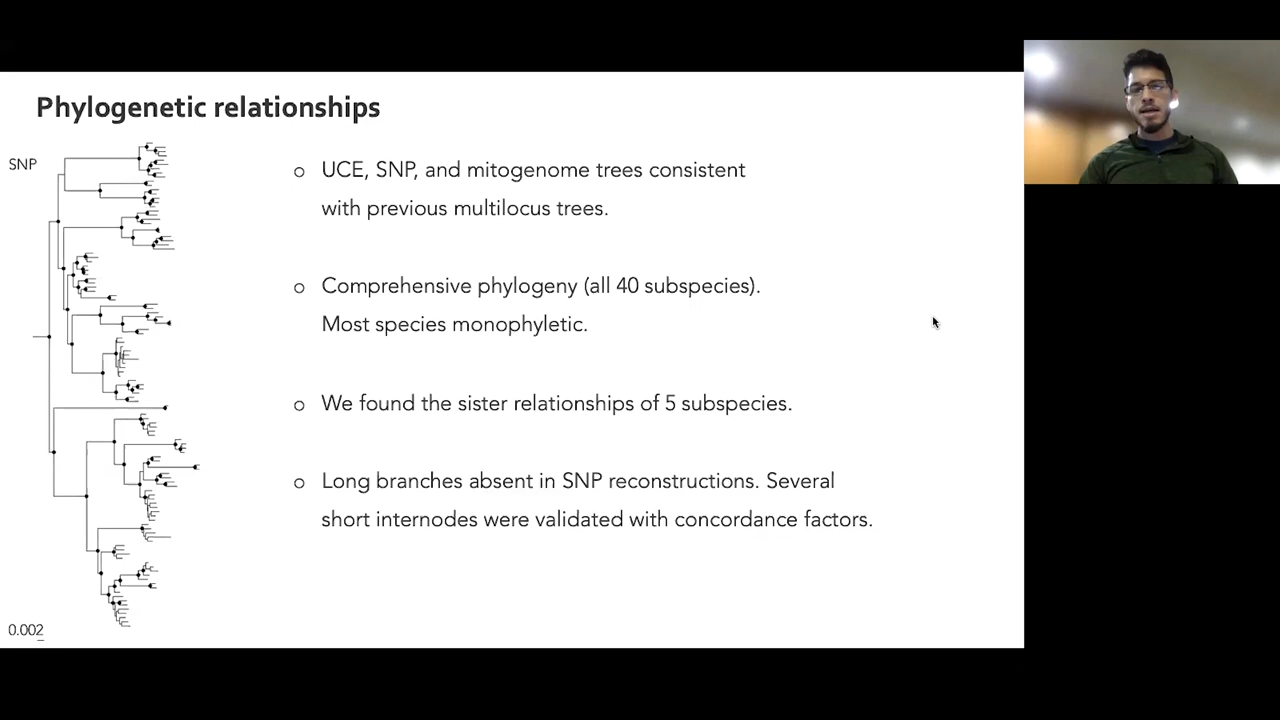 Phylogenetic relationships
SNP
○ UCE, SNP, and mitogenome trees consistent
with previous multilocus trees.
○ Comprehensive phylogeny (all 40 subspecies).
Most species monophyletic.
○ We found the sister relationships of 5 subspecies.
○ Long branches absent in SNP reconstructions. Several
short internodes were validated with concordance factors.
0.002